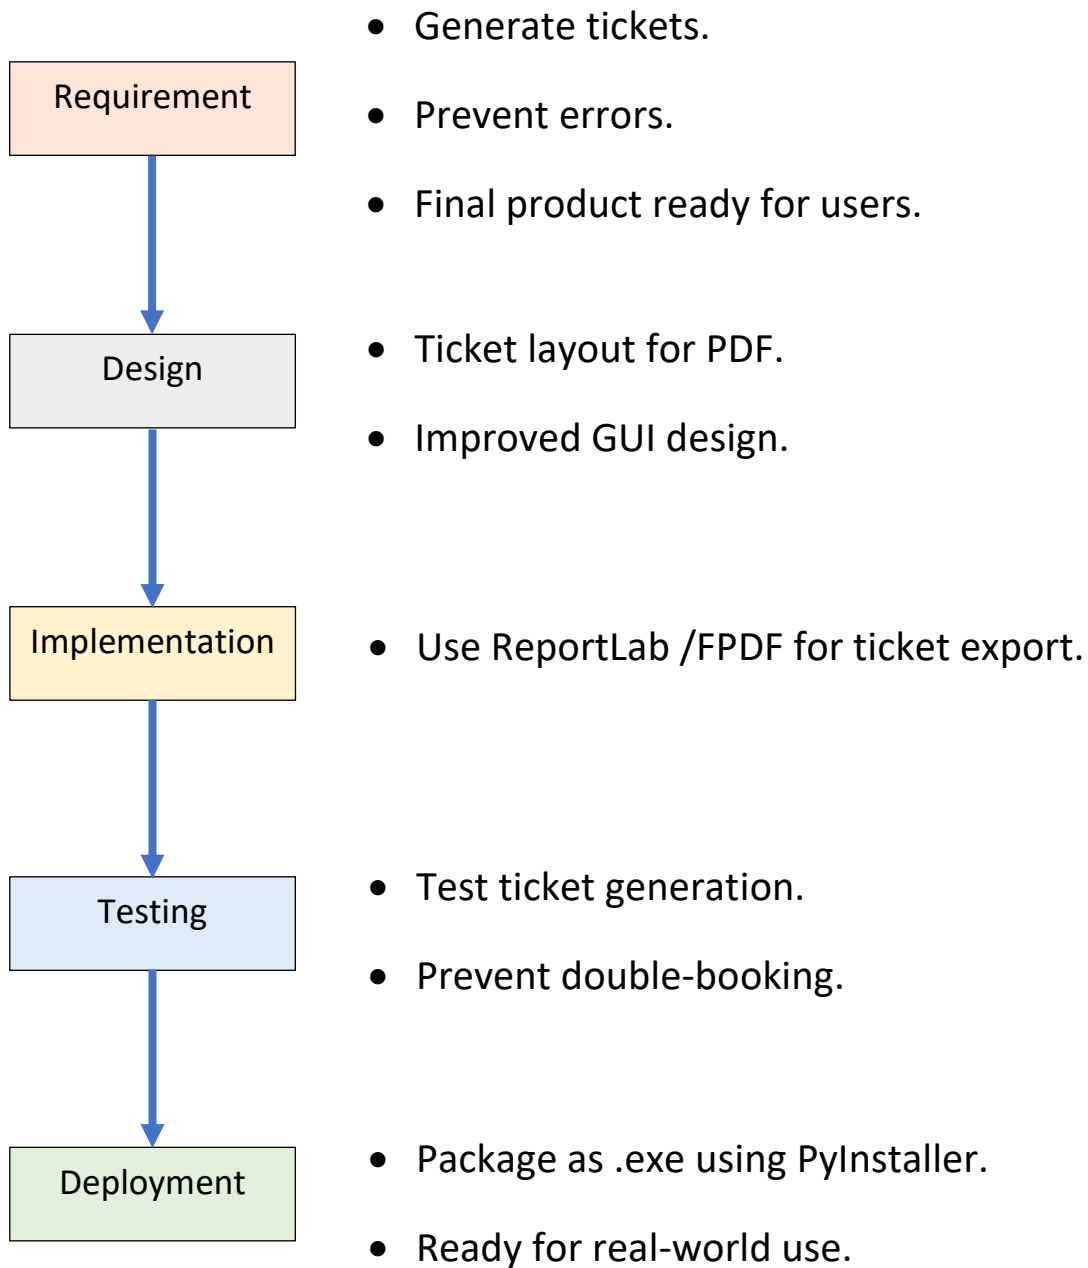 Requirement
• Generate tickets.
• Prevent errors.
• Final product ready for users.
Design
• Ticket layout for PDF.
• Improved GUI design.
Implementation
• Use ReportLab /FPDF for ticket export.
Testing
• Test ticket generation.
• Prevent double-booking.
Deployment
• Package as .exe using PyInstaller.
• Ready for real-world use.